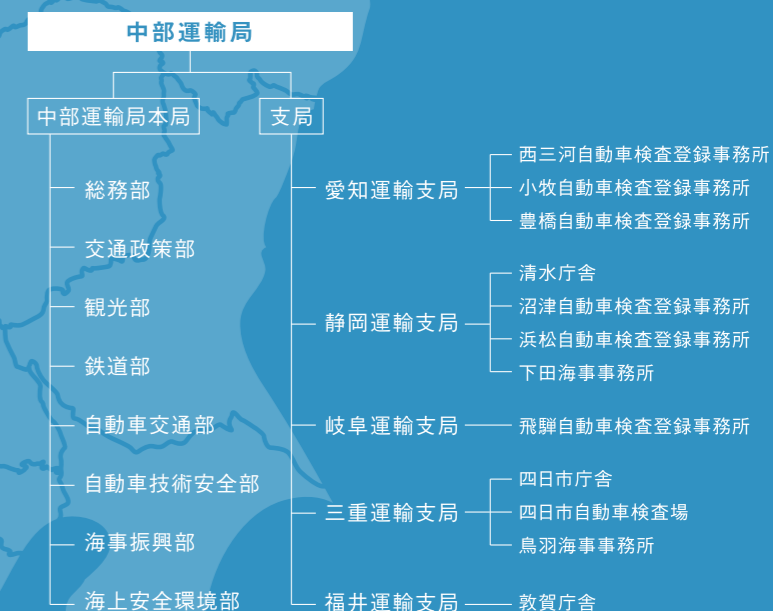 中部運輸局
中部運輸局本局
総務部
交通政策部
観光部
鉄道部
自動車交通部
自動車技術安全部
海事振興部
海上安全環境部
支局
愛知運輸支局
西三河自動車検査登録事務所
小牧自動車検査登録事務所
豊橋自動車検査登録事務所
静岡運輸支局
清水庁舎
沼津自動車検査登録事務所
浜松自動車検査登録事務所
下田海事事務所
岐阜運輸支局
飛騨自動車検査登録事務所
三重運輸支局
四日市庁舎
四日市自動車検査場
鳥羽海事事務所
福井運輸支局
敦賀庁舎